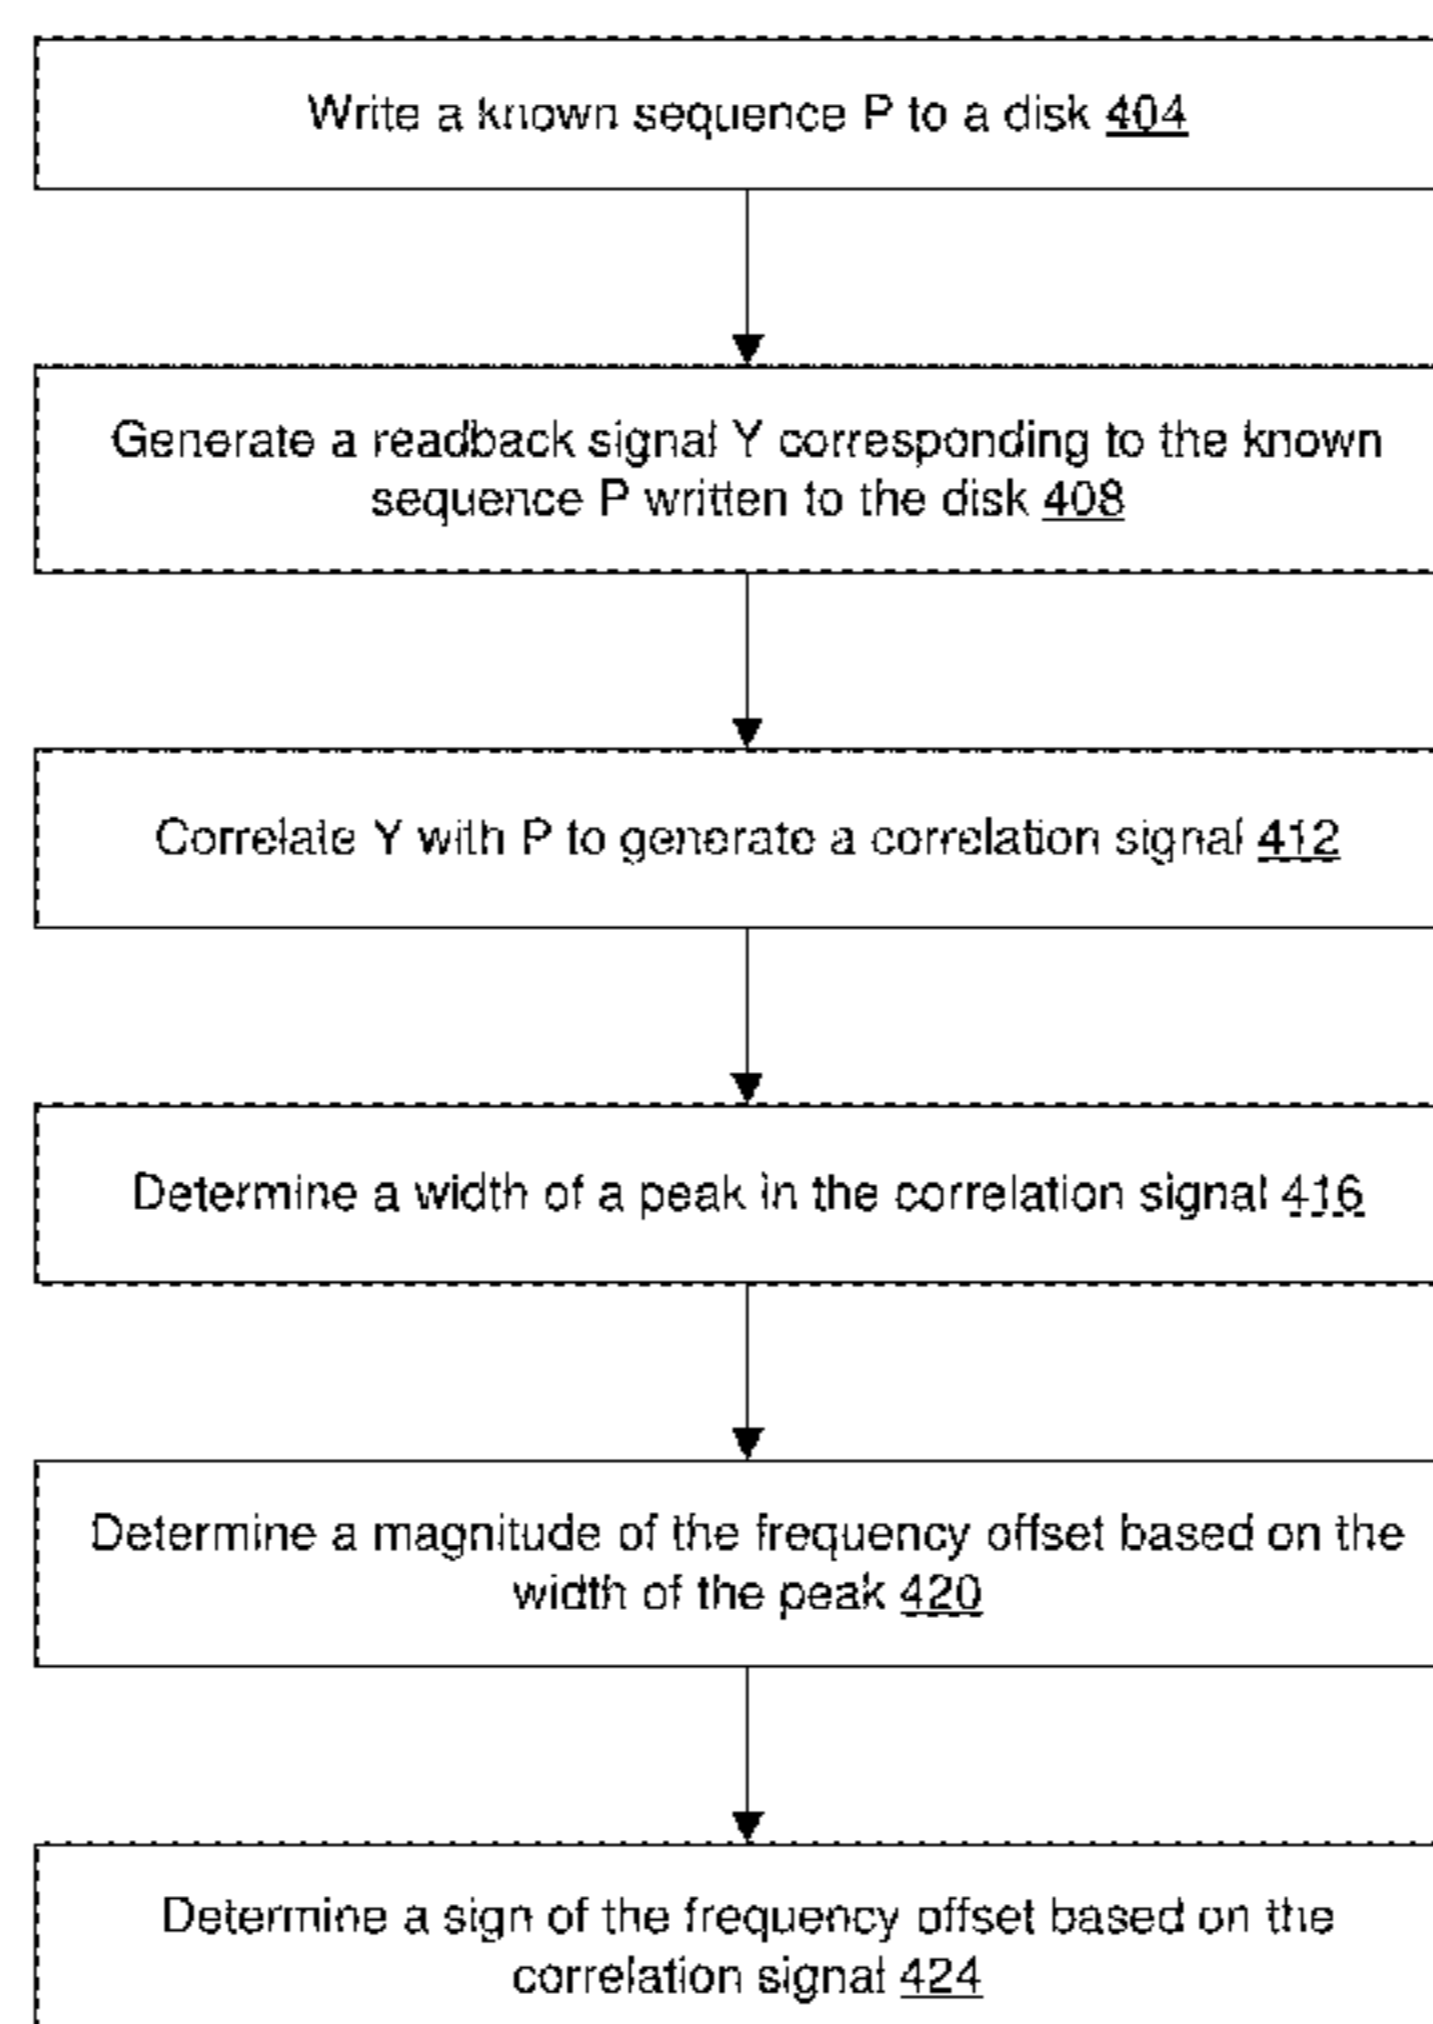 Write a known sequence P to a disk 404
Generate a readback signal Y corresponding to the known
sequence P written to the disk 408
Correlate Y with P to generate a correlation signal 412
Determine a width of a peak in the correlation signal 416
Determine a magnitude of the frequency offset based on the
width of the peak 420
Determine a sign of the frequency offset based on the
correlation signal 424